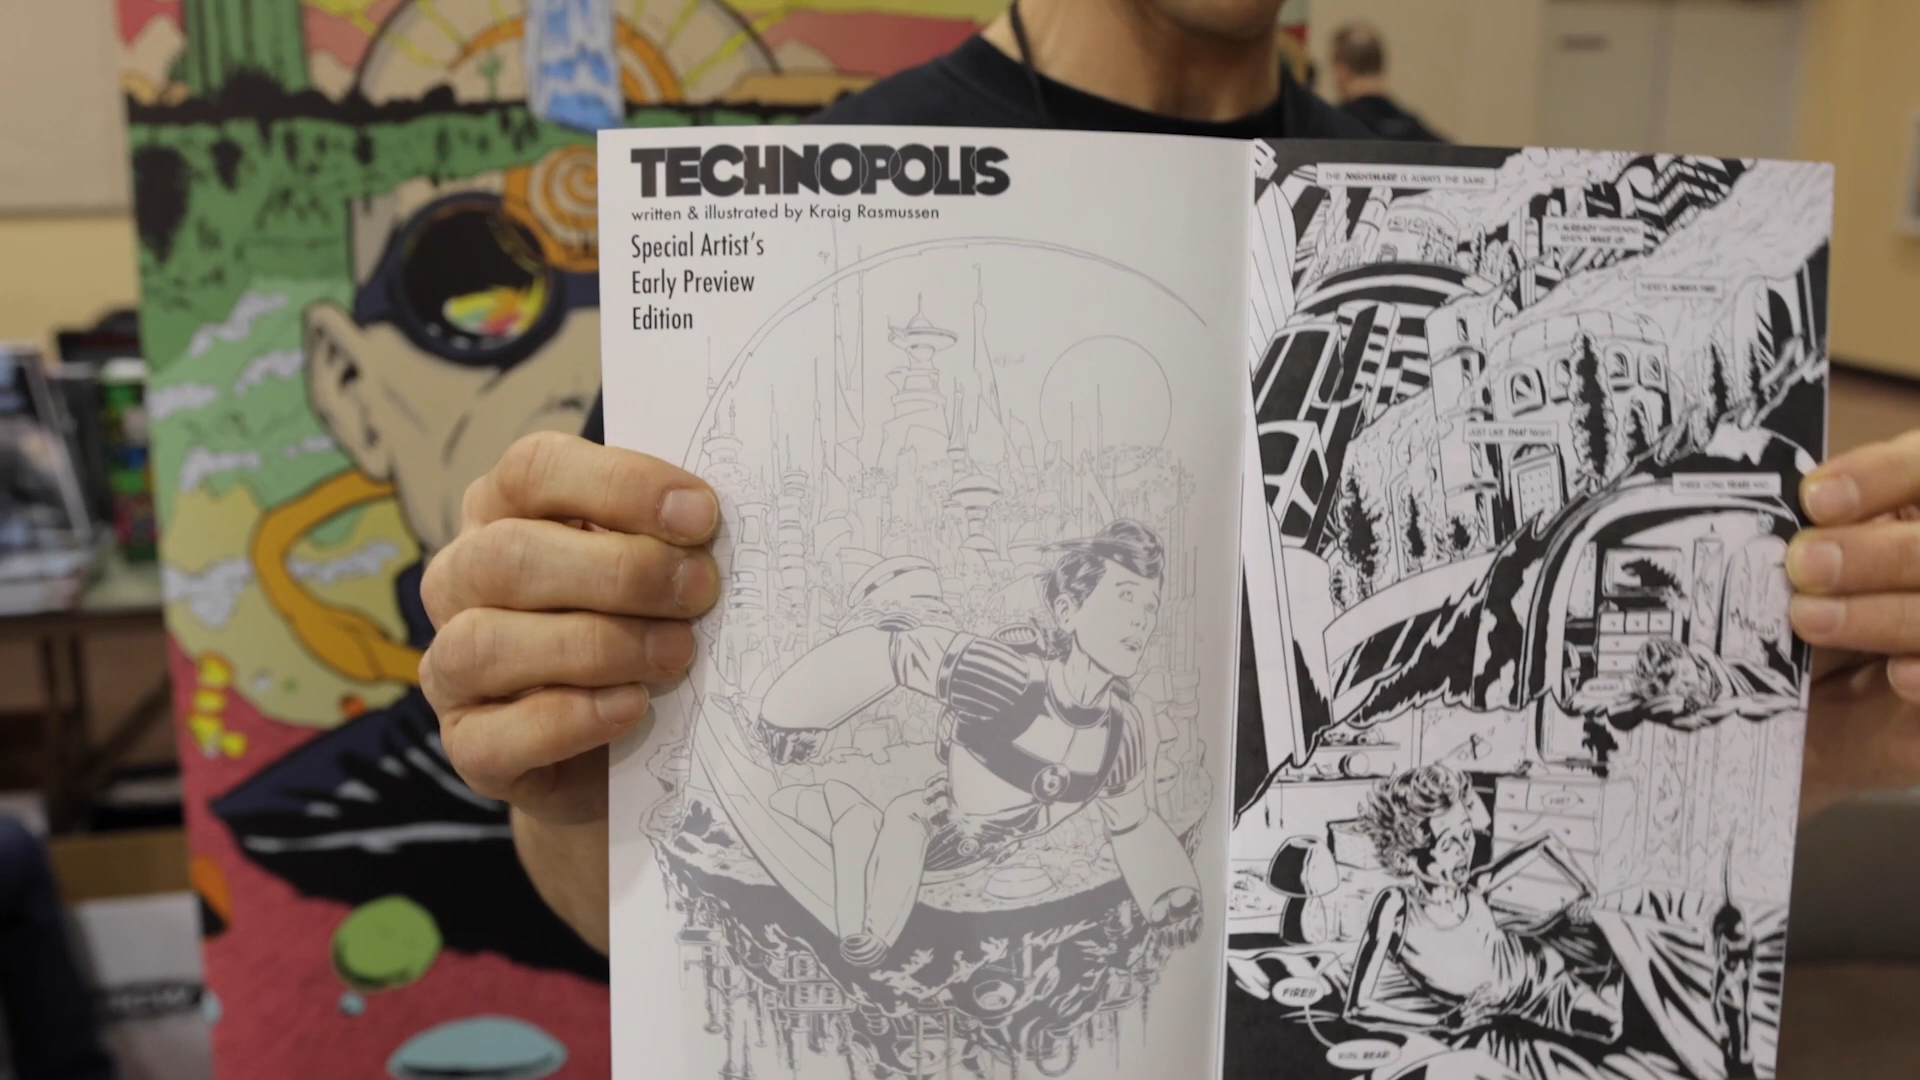 TECHNOPOLIS
written & illustrated by Kraig Rasmussen
Special Artist's
Early Preview
Edition
THE NIGHTMARE IS ALWAYS THE SAME:
IT'S ALREADY HAPPENING
WHEN I WAKE UP.
THERE'S ALWAYS FIRE.
JUST LIKE THAT NIGHT
THREE LONG YEARS AGO.
FIRE!!